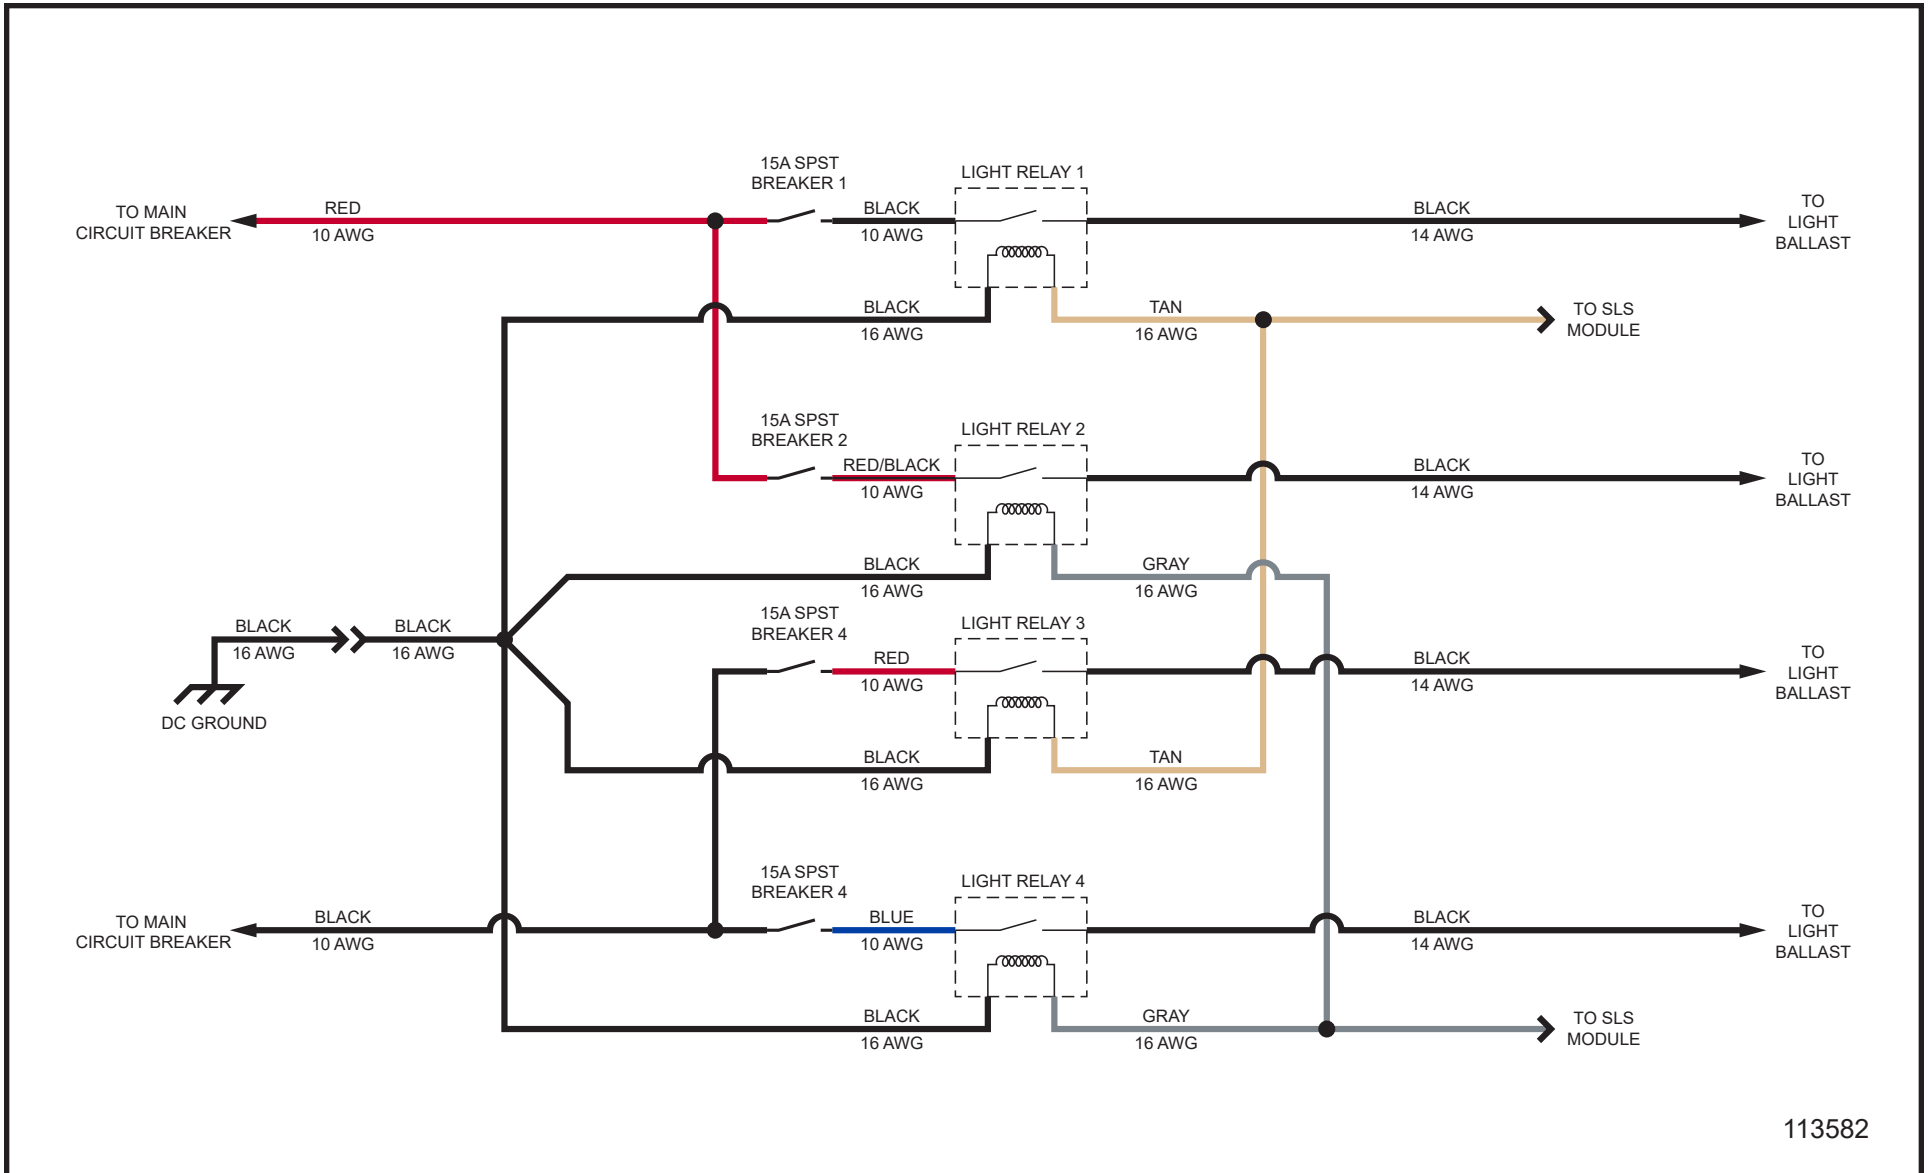 15A SPST
BREAKER 1
LIGHT RELAY 1
TO MAIN
CIRCUIT BREAKER
RED
10 AWG
BLACK
10 AWG
BLACK
14 AWG
TO
LIGHT
BALLAST
BLACK
16 AWG
TAN
16 AWG
TO SLS
MODULE
15A SPST
BREAKER 2
LIGHT RELAY 2
RED/BLACK
10 AWG
BLACK
14 AWG
TO
LIGHT
BALLAST
BLACK
16 AWG
GRAY
16 AWG
15A SPST
BREAKER 4
LIGHT RELAY 3
BLACK
16 AWG
BLACK
16 AWG
RED
10 AWG
BLACK
14 AWG
TO
LIGHT
BALLAST
DC GROUND
BLACK
16 AWG
TAN
16 AWG
15A SPST
BREAKER 4
LIGHT RELAY 4
TO MAIN
CIRCUIT BREAKER
BLACK
10 AWG
BLUE
10 AWG
BLACK
14 AWG
TO
LIGHT
BALLAST
BLACK
16 AWG
GRAY
16 AWG
TO SLS
MODULE
113582